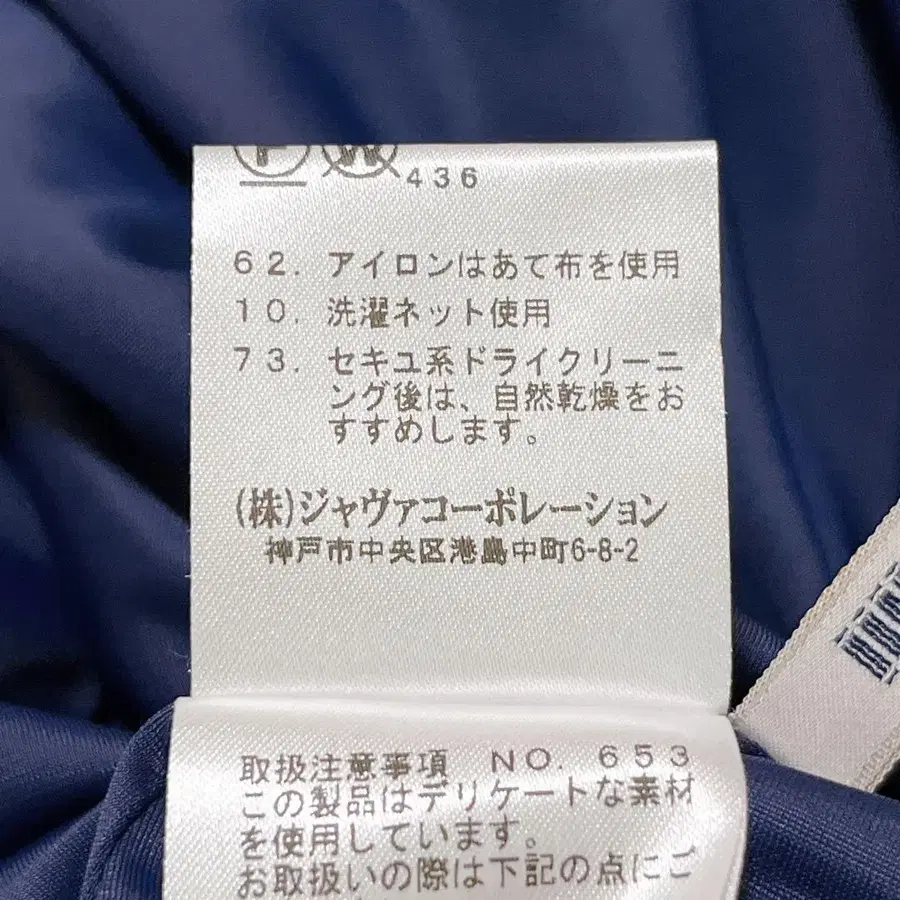 F W
436
62. アイロンはあて布を使用
10. 洗濯ネット使用
73. セキユ系ドライクリーニ
ング後は、自然乾燥をお
すすめします。
(株)ジャヴァコーポレーション
神戸市中央区港島中町6-8-2
取扱注意事項 NO. 653
この製品はデリケートな素材
を使用しています。
お取扱いの際は下記の点にご